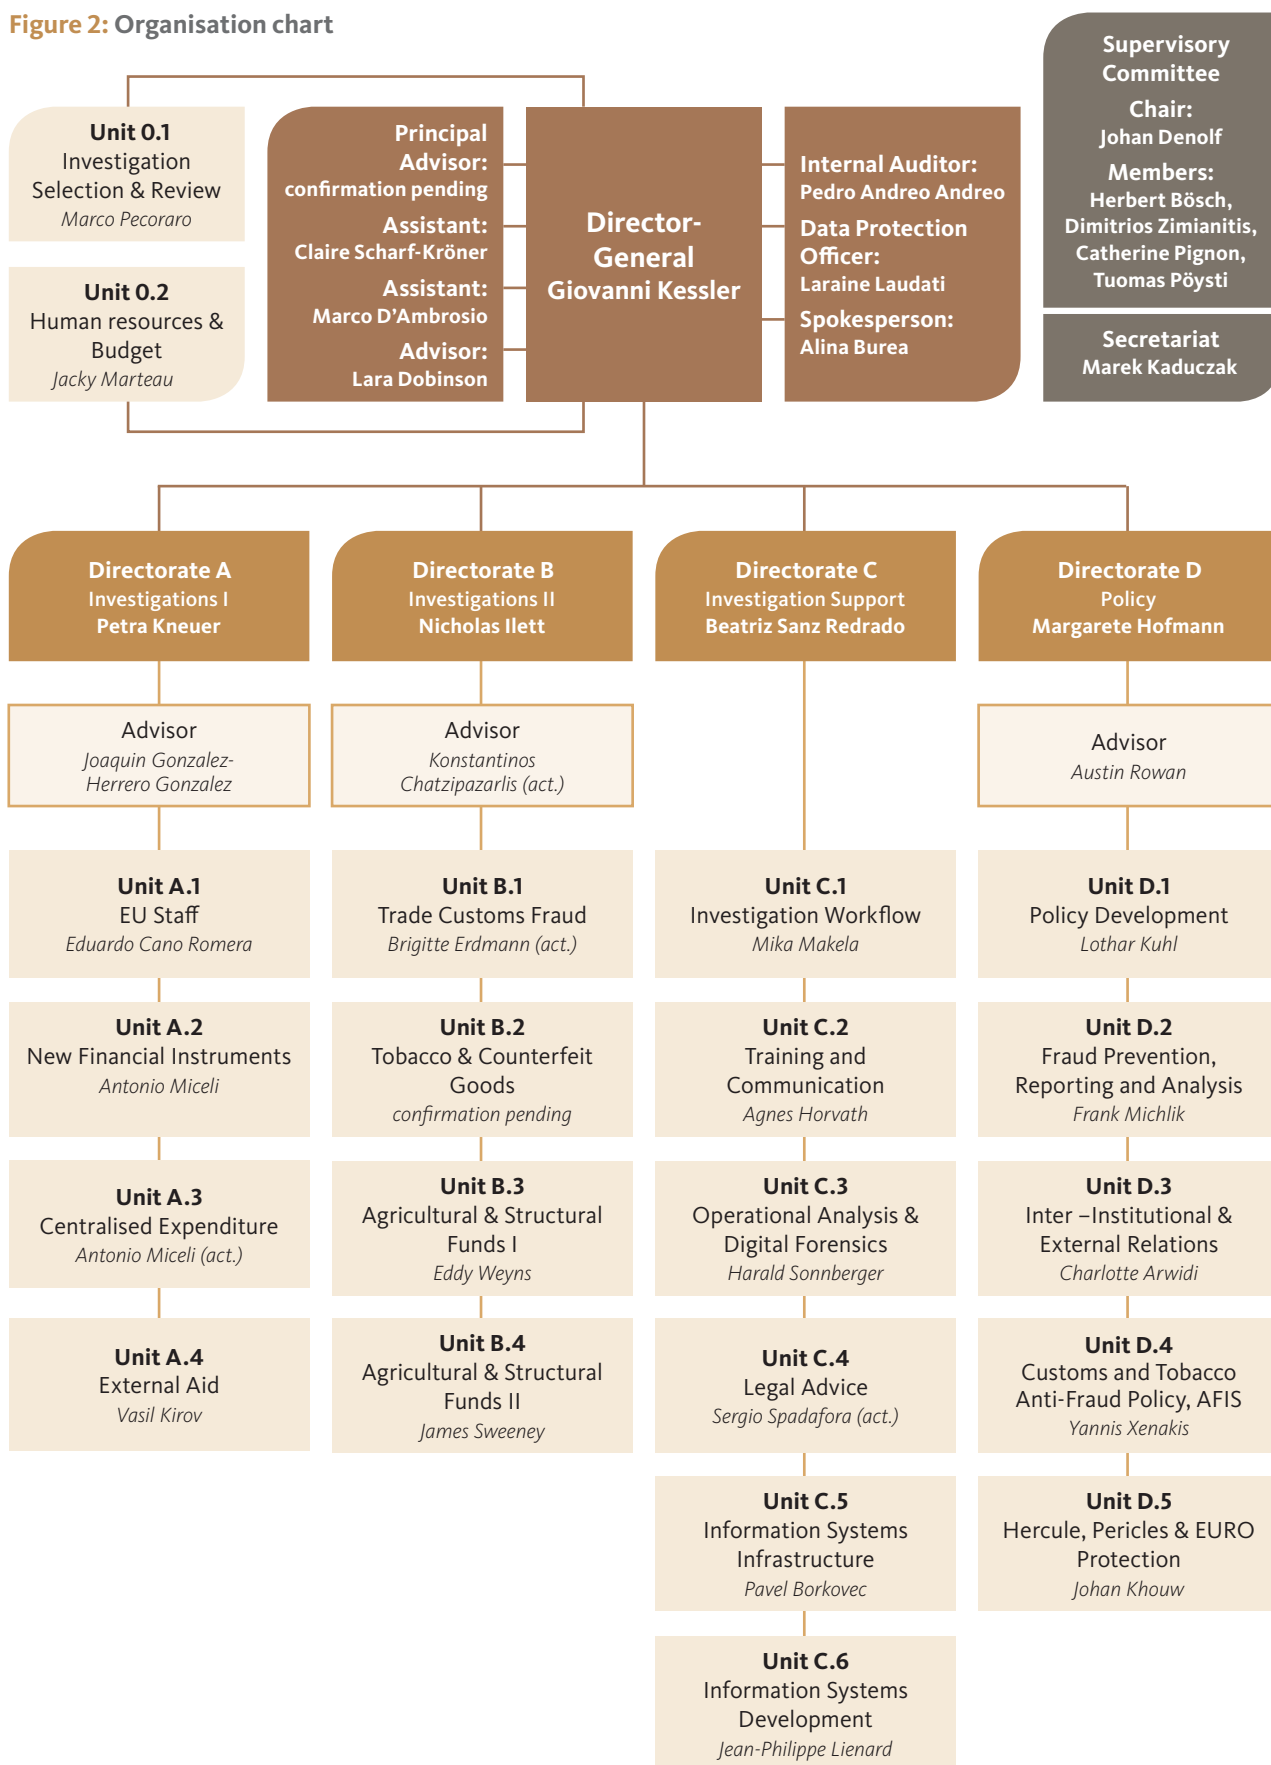 Figure 2: Organisation chart
Unit 0.1
Investigation
Selection & Review
Marco Pecoraro
Unit 0.2
Human resources &
Budget
Jacky Marteau
Principal
Advisor:
confirmation pending
Assistant:
Claire Scharf-Kröner
Assistant:
Marco D'Ambrosio
Advisor:
Lara Dobinson
Director-
General
Giovanni Kessler
Internal Auditor:
Pedro Andreo Andreo
Data Protection
Officer:
Laraine Laudati
Spokesperson:
Alina Burea
Supervisory
Committee
Chair:
Johan Denolf
Members:
Herbert Bösch,
Dimitrios Zimianitis,
Catherine Pignon,
Tuomas Pöysti
Secretariat
Marek Kaduczak
Directorate A
Investigations I
Petra Kneuer
Advisor
Joaquin Gonzalez-
Herrero Gonzalez
Unit A.1
EU Staff
Eduardo Cano Romera
Unit A.2
New Financial Instruments
Antonio Miceli
Unit A.3
Centralised Expenditure
Antonio Miceli (act.)
Unit A.4
External Aid
Vasil Kirov
Directorate B
Investigations II
Nicholas Ilett
Advisor
Konstantinos
Chatzipazarlis (act.)
Unit B.1
Trade Customs Fraud
Brigitte Erdmann (act.)
Unit B.2
Tobacco & Counterfeit
Goods
confirmation pending
Unit B.3
Agricultural & Structural
Funds I
Eddy Weyns
Unit B.4
Agricultural & Structural
Funds II
James Sweeney
Directorate C
Investigation Support
Beatriz Sanz Redrado
Unit C.1
Investigation Workflow
Mika Makela
Unit C.2
Training and
Communication
Agnes Horvath
Unit C.3
Operational Analysis &
Digital Forensics
Harald Sonnberger
Unit C.4
Legal Advice
Sergio Spadafora (act.)
Unit C.5
Information Systems
Infrastructure
Pavel Borkovec
Unit C.6
Information Systems
Development
Jean-Philippe Lienard
Directorate D
Policy
Margarete Hofmann
Advisor
Austin Rowan
Unit D.1
Policy Development
Lothar Kuhl
Unit D.2
Fraud Prevention,
Reporting and Analysis
Frank Michlik
Unit D.3
Inter –Institutional &
External Relations
Charlotte Arwidi
Unit D.4
Customs and Tobacco
Anti-Fraud Policy, AFIS
Yannis Xenakis
Unit D.5
Hercule, Pericles & EURO
Protection
Johan Khouw